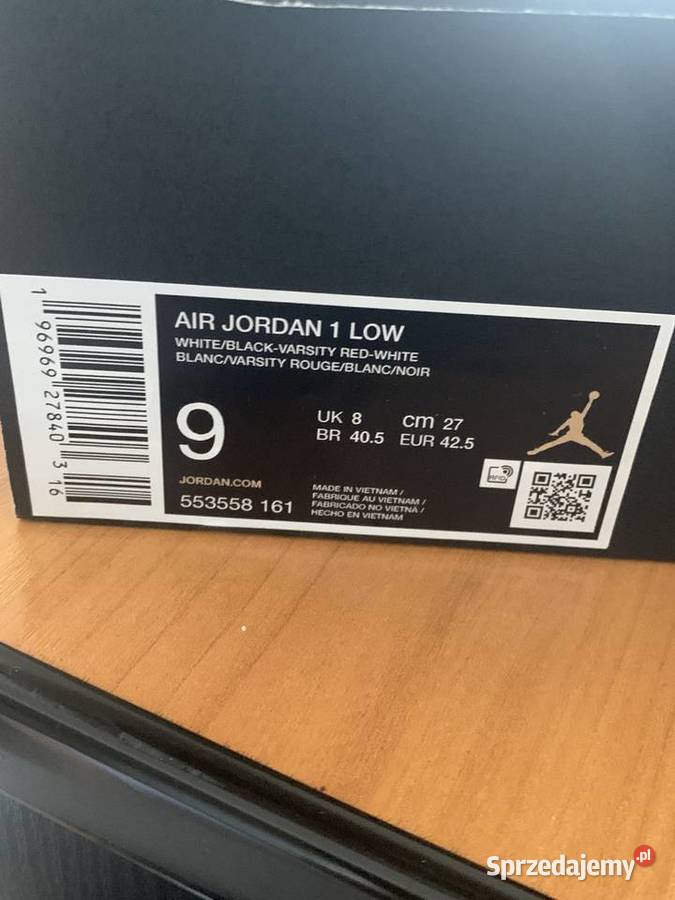 AIR JORDAN 1 LOW
WHITE/BLACK-VARSITY RED-WHITE
BLANC/VARSITY ROUGE/BLANC/NOIR
9
UK 8 cm 27
BR 40.5 EUR 42.5
JORDAN.COM
553558 161
MADE IN VIETNAM /
FABRIQUE AU VIETNAM /
FABRICADO NO VIETNÃ /
HECHO EN VIETNAM
RFID
1 96969 27840 3 16
Sprzedajemy.pl